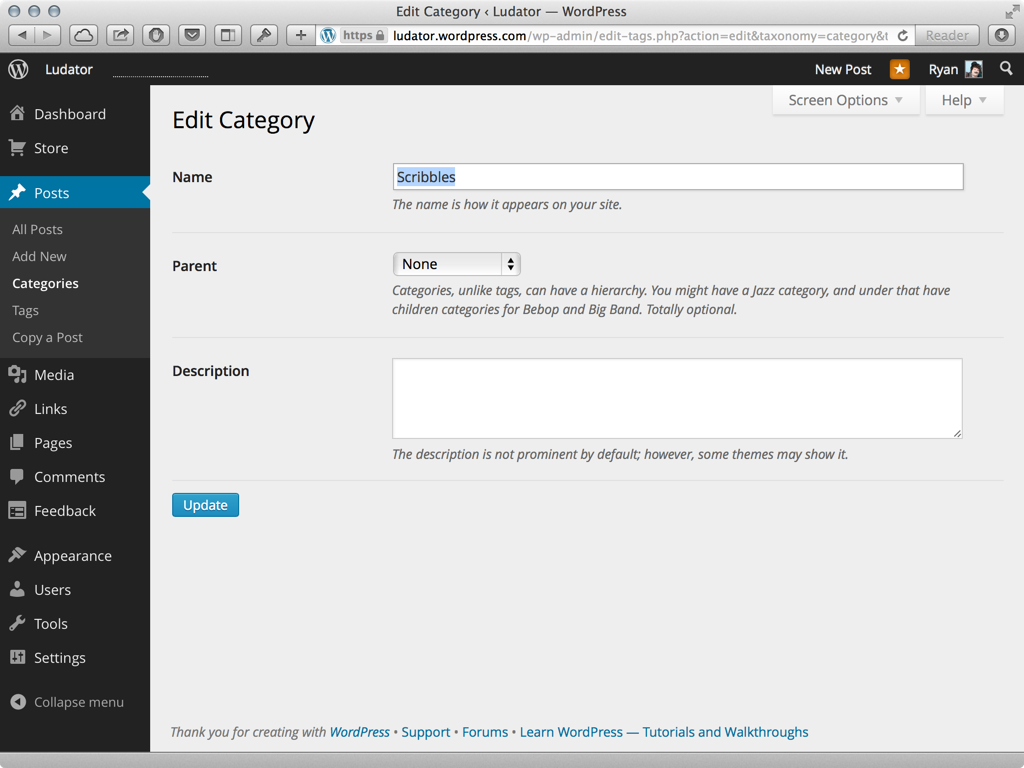 Edit Category ‹ Ludator — WordPress
https ludator.wordpress.com/wp-admin/edit-tags.php?action=edit&taxonomy=category&t Reader
Ludator New Post Ryan
Screen Options Help
Dashboard
Store
Posts
All Posts
Add New
Categories
Tags
Copy a Post
Media
Links
Pages
Comments
Feedback
Appearance
Users
Tools
Settings
Collapse menu
Edit Category
Name Scribbles
The name is how it appears on your site.
Parent None
Categories, unlike tags, can have a hierarchy. You might have a Jazz category, and under that have
children categories for Bebop and Big Band. Totally optional.
Description
The description is not prominent by default; however, some themes may show it.
Update
Thank you for creating with WordPress • Support • Forums • Learn WordPress — Tutorials and Walkthroughs